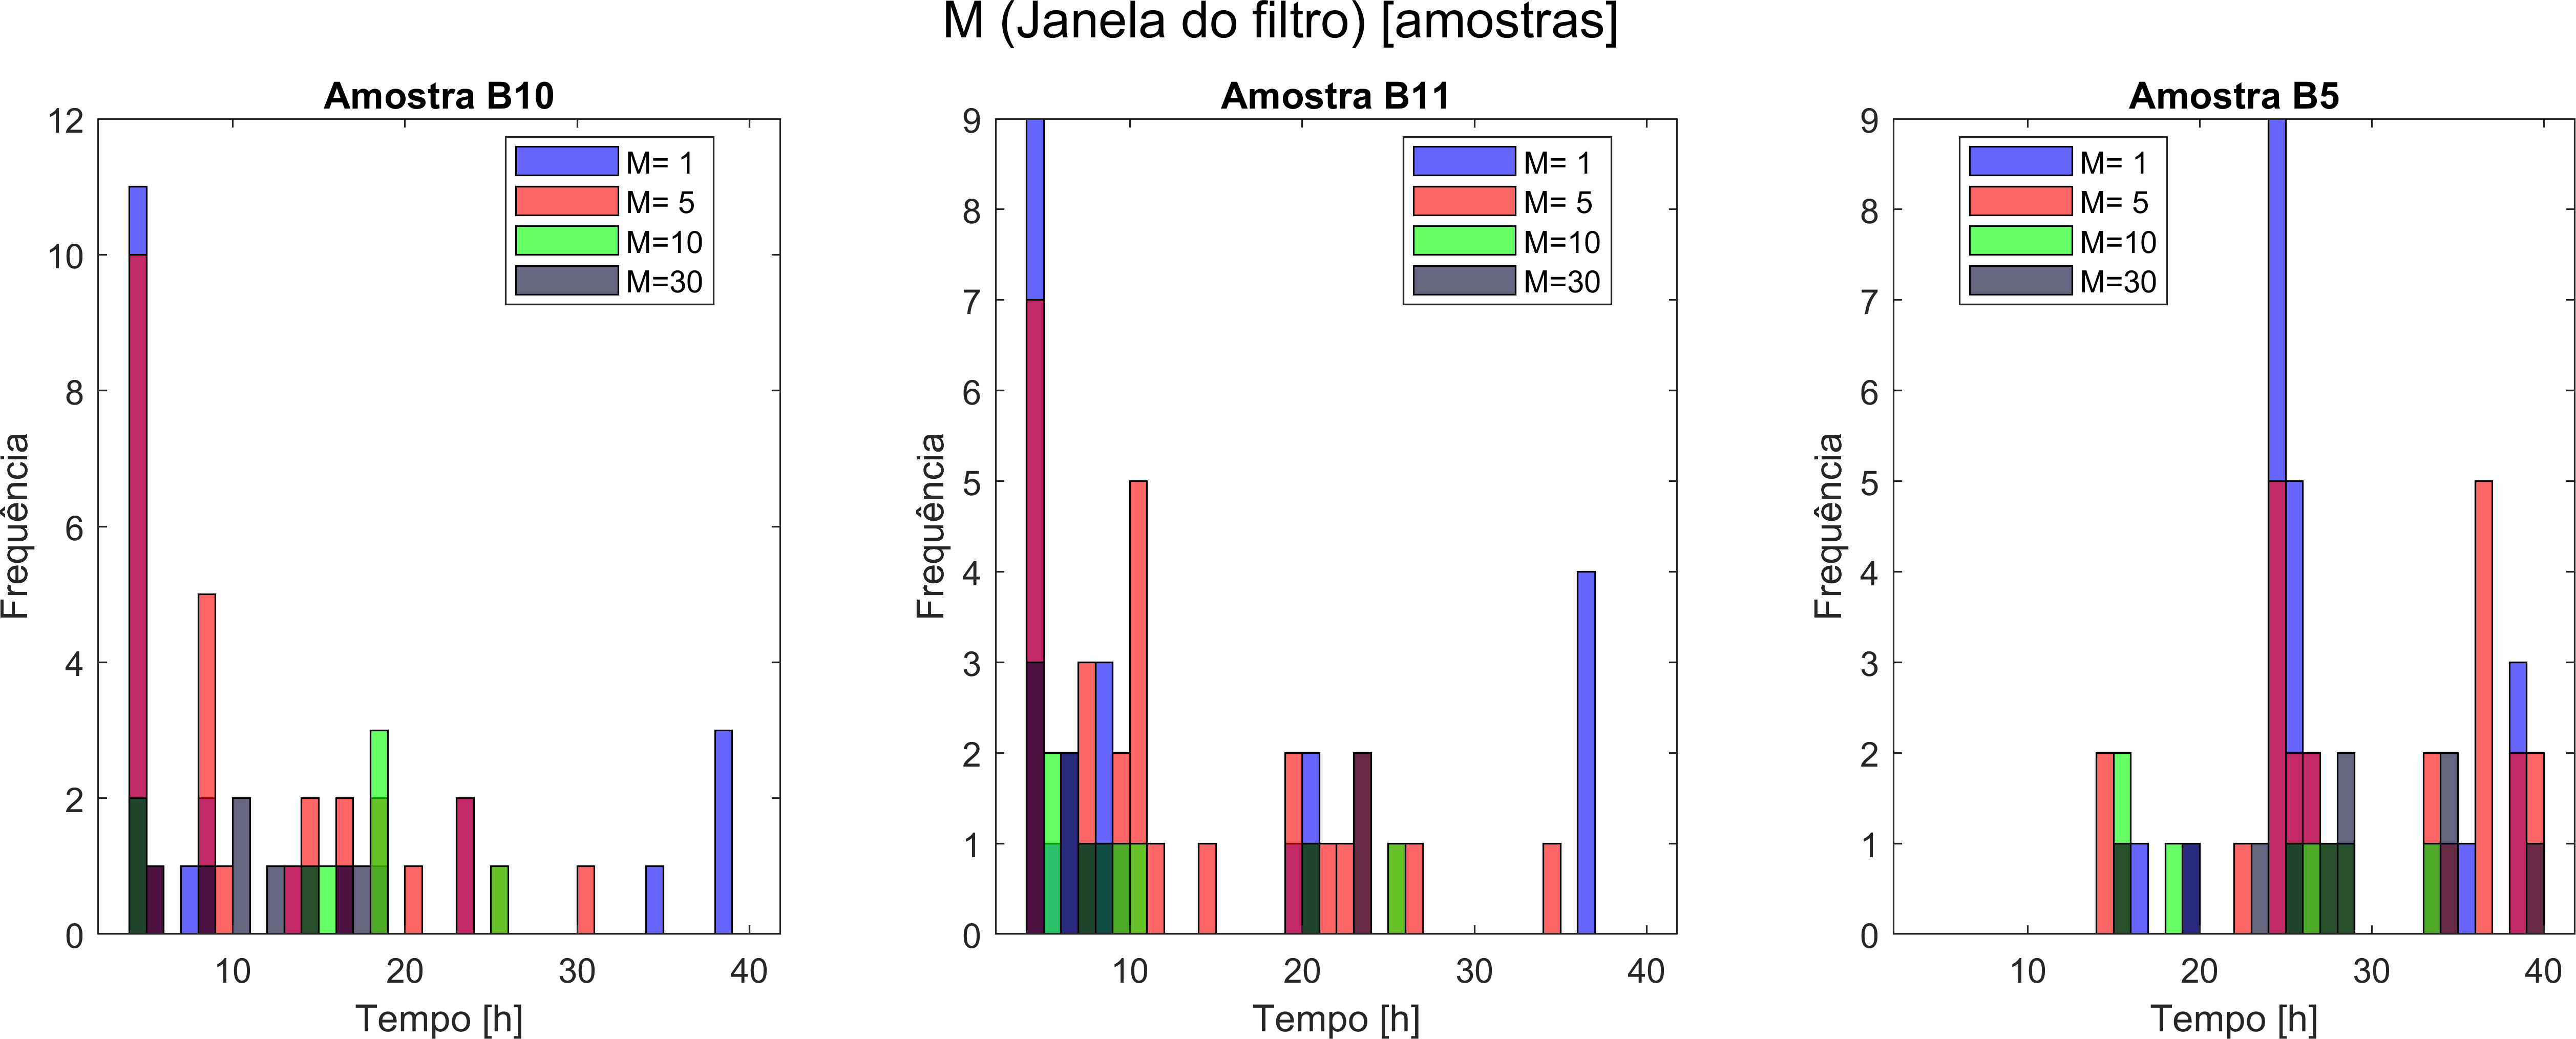 M (Janela do filtro) [amostras]
Amostra B10
12
10
8
6
4
2
0
Frequência
M= 1
M= 5
M=10
M=30
10 20 30 40
Tempo [h]
Amostra B11
9
8
7
6
5
4
3
2
1
0
Frequência
M= 1
M= 5
M=10
M=30
10 20 30 40
Tempo [h]
Amostra B5
9
8
7
6
5
4
3
2
1
0
Frequência
M= 1
M= 5
M=10
M=30
10 20 30 40
Tempo [h]